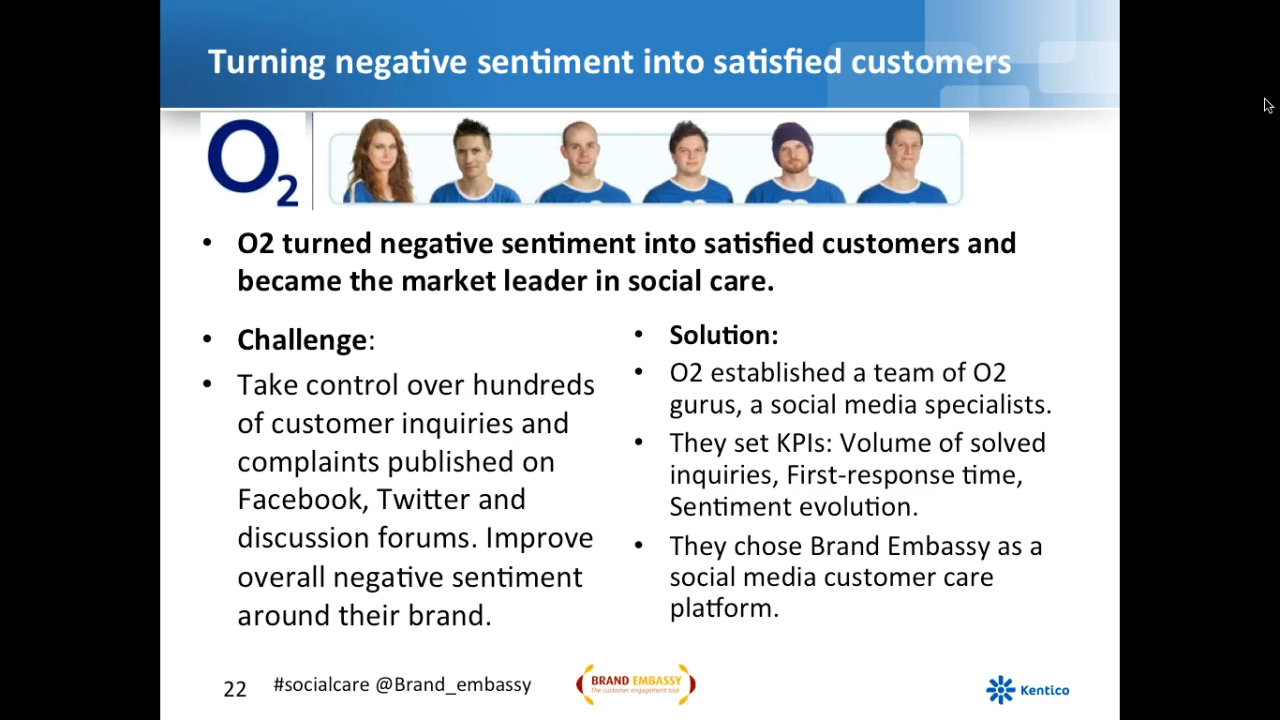 Turning negative sentiment into satisfied customers
O2
• O2 turned negative sentiment into satisfied customers and
became the market leader in social care.
• Challenge:
• Take control over hundreds
of customer inquiries and
complaints published on
Facebook, Twitter and
discussion forums. Improve
overall negative sentiment
around their brand.
• Solution:
• O2 established a team of O2
gurus, a social media specialists.
• They set KPIs: Volume of solved
inquiries, First-response time,
Sentiment evolution.
• They chose Brand Embassy as a
social media customer care
platform.
22
#socialcare @Brand_embassy
BRAND EMBASSY
The customer engagement tool
Kentico